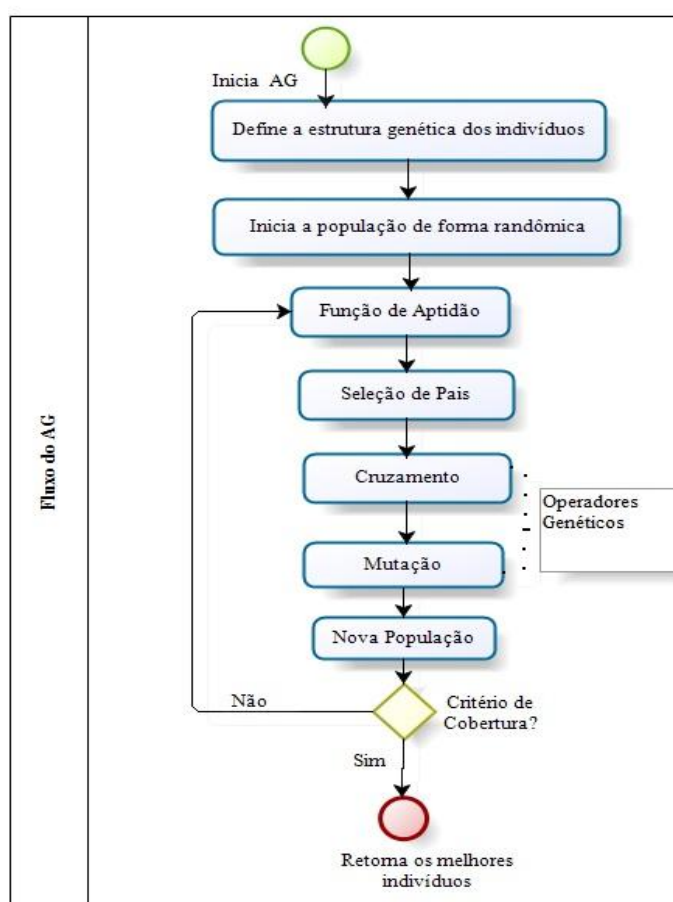 Fluxo do AG
Inicia AG
Define a estrutura genética dos indivíduos
Inicia a população de forma randômica
Função de Aptidão
Seleção de Pais
Cruzamento
Operadores
Genéticos
Mutação
Nova População
Não
Critério de
Cobertura?
Sim
Retorna os melhores
indivíduos